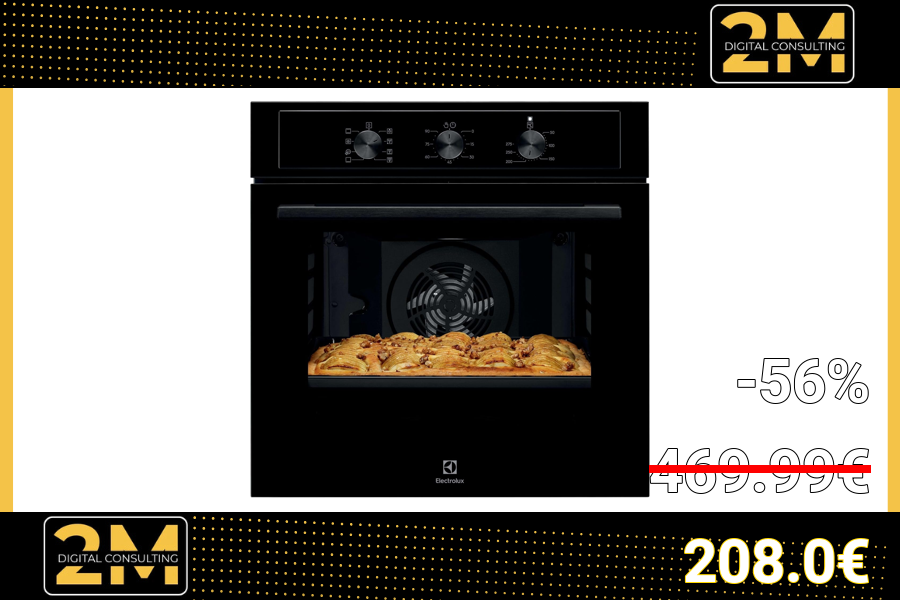 2M
DIGITAL CONSULTING
Electrolux
-56%
469.99€
2M
DIGITAL CONSULTING
208.0€